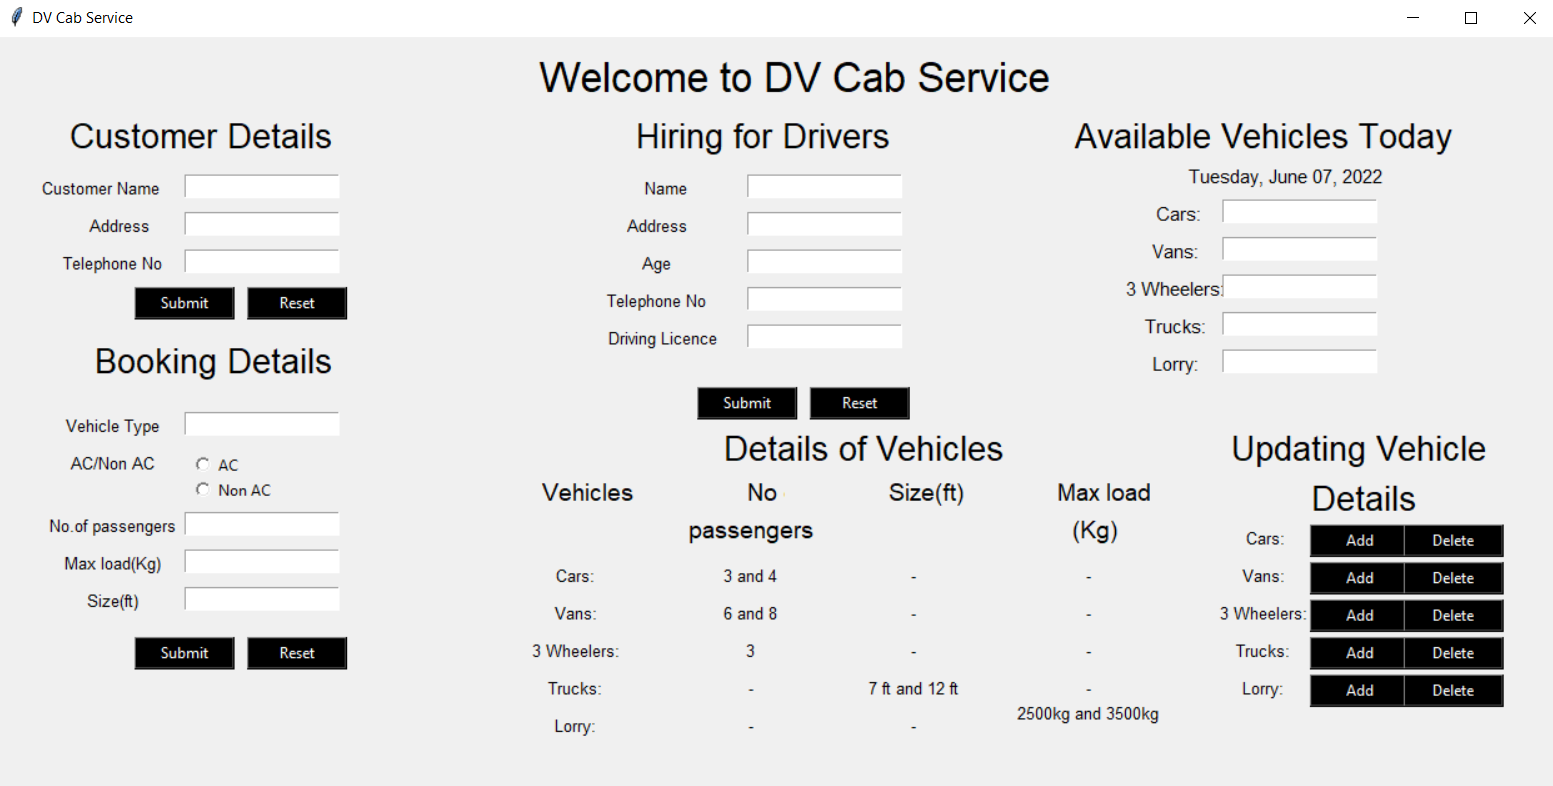 DV Cab Service
Welcome to DV Cab Service
Customer Details
Customer Name
Address
Telephone No
Submit Reset
Booking Details
Vehicle Type
AC/Non AC
AC
Non AC
No.of passengers
Max load(Kg)
Size(ft)
Submit Reset
Hiring for Drivers
Name
Address
Age
Telephone No
Driving Licence
Submit Reset
Available Vehicles Today
Tuesday, June 07, 2022
Cars:
Vans:
3 Wheelers:
Trucks:
Lorry:
Details of Vehicles
Vehicles No Size(ft) Max load
passengers (Kg)
Cars: 3 and 4 - -
Vans: 6 and 8 - -
3 Wheelers: 3 - -
Trucks: - 7 ft and 12 ft -
Lorry: - - 2500kg and 3500kg
Updating Vehicle
Details
Cars: Add Delete
Vans: Add Delete
3 Wheelers: Add Delete
Trucks: Add Delete
Lorry: Add Delete